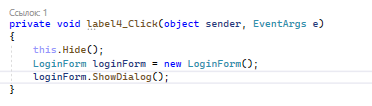 Ссылок: 1
private void label4_Click(object sender, EventArgs e)
{
    this.Hide();
    LoginForm loginForm = new LoginForm();
    loginForm.ShowDialog();
}